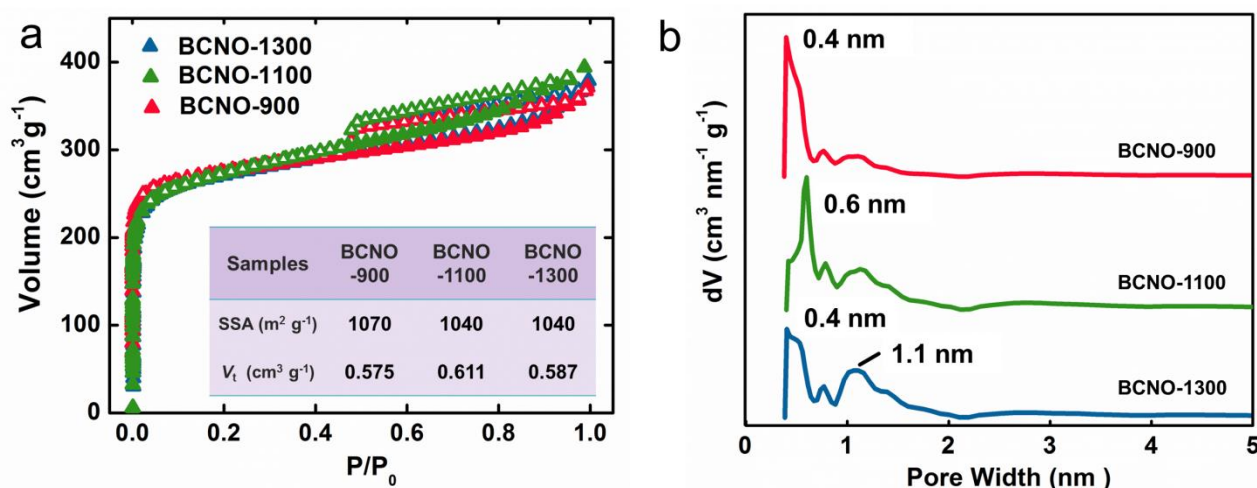 a
BCNO-1300
BCNO-1100
BCNO-900
Volume (cm³g⁻¹)
400
300
200
100
0
0.0 0.2 0.4 0.6 0.8 1.0
P/P₀
Samples BCNO-900 BCNO-1100 BCNO-1300
SSA (m² g⁻¹) 1070 1040 1040
Vₜ (cm³ g⁻¹) 0.575 0.611 0.587
b
dV (cm³ nm⁻¹ g⁻¹)
0.4 nm
BCNO-900
0.6 nm
BCNO-1100
0.4 nm
1.1 nm
BCNO-1300
0 1 2 3 4 5
Pore Width (nm )